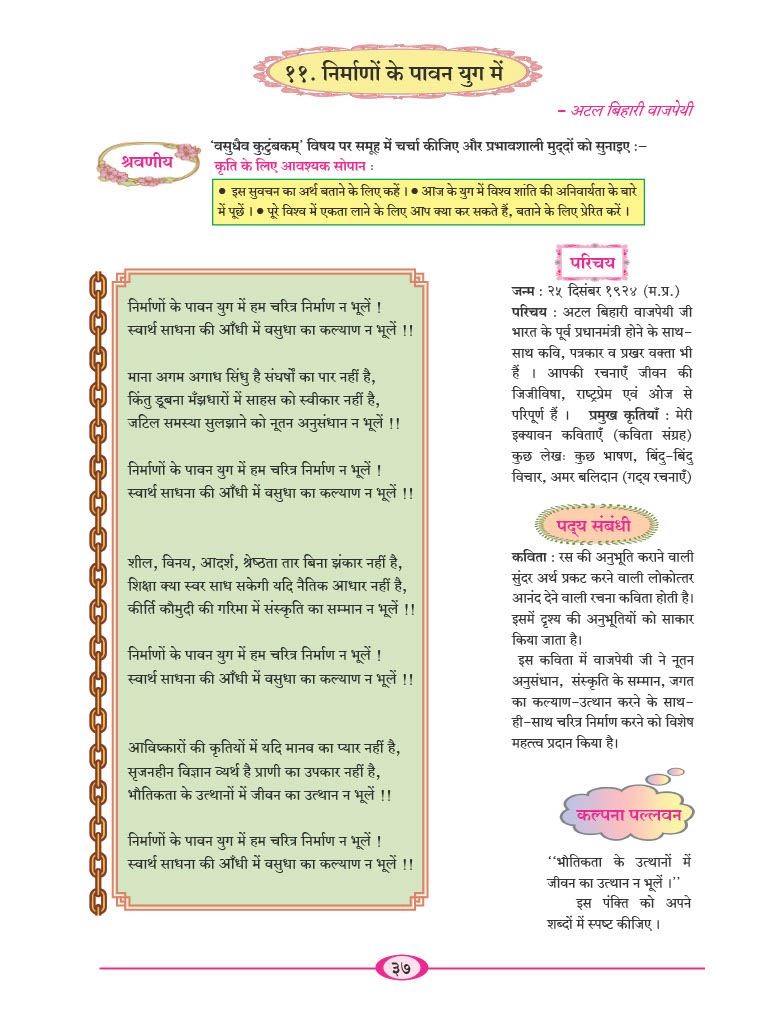 ११. निर्माणों के पावन युग में
– अटल बिहारी वाजपेयी
श्रवणीय
‘वसुधैव कुटुंबकम्’ विषय पर समूह में चर्चा कीजिए और प्रभावशाली मुद्दों को सुनाइए :–
कृति के लिए आवश्यक सोपान :
● इस सुवचन का अर्थ बताने के लिए कहें । ● आज के युग में विश्व शांति की अनिवार्यता के बारे
में पूछें । ● पूरे विश्व में एकता लाने के लिए आप क्या कर सकते हैं, बताने के लिए प्रेरित करें ।
निर्माणों के पावन युग में हम चरित्र निर्माण न भूलें !
स्वार्थ साधना की आँधी में वसुधा का कल्याण न भूलें !!
माना अगम अगाध सिंधु है संघर्षों का पार नहीं है,
किंतु डूबना मँझधारों में साहस को स्वीकार नहीं है,
जटिल समस्या सुलझाने को नूतन अनुसंधान न भूलें !!
निर्माणों के पावन युग में हम चरित्र निर्माण न भूलें !
स्वार्थ साधना की आँधी में वसुधा का कल्याण न भूलें !!
शील, विनय, आदर्श, श्रेष्ठता तार बिना झंकार नहीं है,
शिक्षा क्या स्वर साध सकेगी यदि नैतिक आधार नहीं है,
कीर्ति कौमुदी की गरिमा में संस्कृति का सम्मान न भूलें !!
निर्माणों के पावन युग में हम चरित्र निर्माण न भूलें !
स्वार्थ साधना की आँधी में वसुधा का कल्याण न भूलें !!
आविष्कारों की कृतियों में यदि मानव का प्यार नहीं है,
सृजनहीन विज्ञान व्यर्थ है प्राणी का उपकार नहीं है,
भौतिकता के उत्थानों में जीवन का उत्थान न भूलें !!
निर्माणों के पावन युग में हम चरित्र निर्माण न भूलें !
स्वार्थ साधना की आँधी में वसुधा का कल्याण न भूलें !!
परिचय
जन्म : २५ दिसंबर १९२४ (म.प्र.)
परिचय : अटल बिहारी वाजपेयी जी
भारत के पूर्व प्रधानमंत्री होने के साथ-
साथ कवि, पत्रकार व प्रखर वक्ता भी
हैं । आपकी रचनाएँ जीवन की
जिजीविषा, राष्ट्रप्रेम एवं ओज से
परिपूर्ण हैं । प्रमुख कृतियाँ : मेरी
इक्यावन कविताएँ (कविता संग्रह)
कुछ लेखः कुछ भाषण, बिंदु-बिंदु
विचार, अमर बलिदान (गद्य रचनाएँ)
पद्य संबंधी
कविता : रस की अनुभूति कराने वाली
सुंदर अर्थ प्रकट करने वाली लोकोत्तर
आनंद देने वाली रचना कविता होती है।
इसमें दृश्य की अनुभूतियों को साकार
किया जाता है।
इस कविता में वाजपेयी जी ने नूतन
अनुसंधान, संस्कृति के सम्मान, जगत
का कल्याण-उत्थान करने के साथ-
ही-साथ चरित्र निर्माण करने को विशेष
महत्त्व प्रदान किया है।
कल्पना पल्लवन
‘‘भौतिकता के उत्थानों में
जीवन का उत्थान न भूलें ।’’
इस पंक्ति को अपने
शब्दों में स्पष्ट कीजिए ।
३७